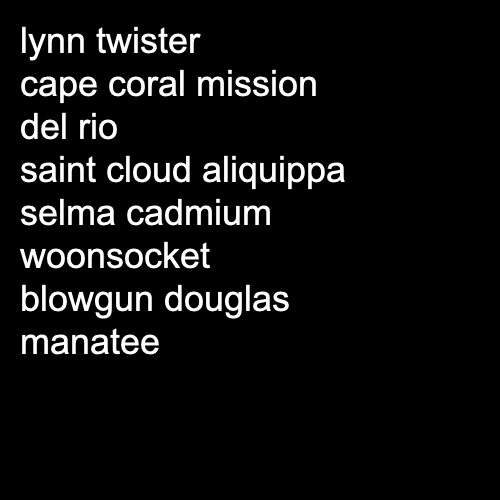 lynn twister
cape coral mission
del rio
saint cloud aliquippa
selma cadmium
woonsocket
blowgun douglas
manatee